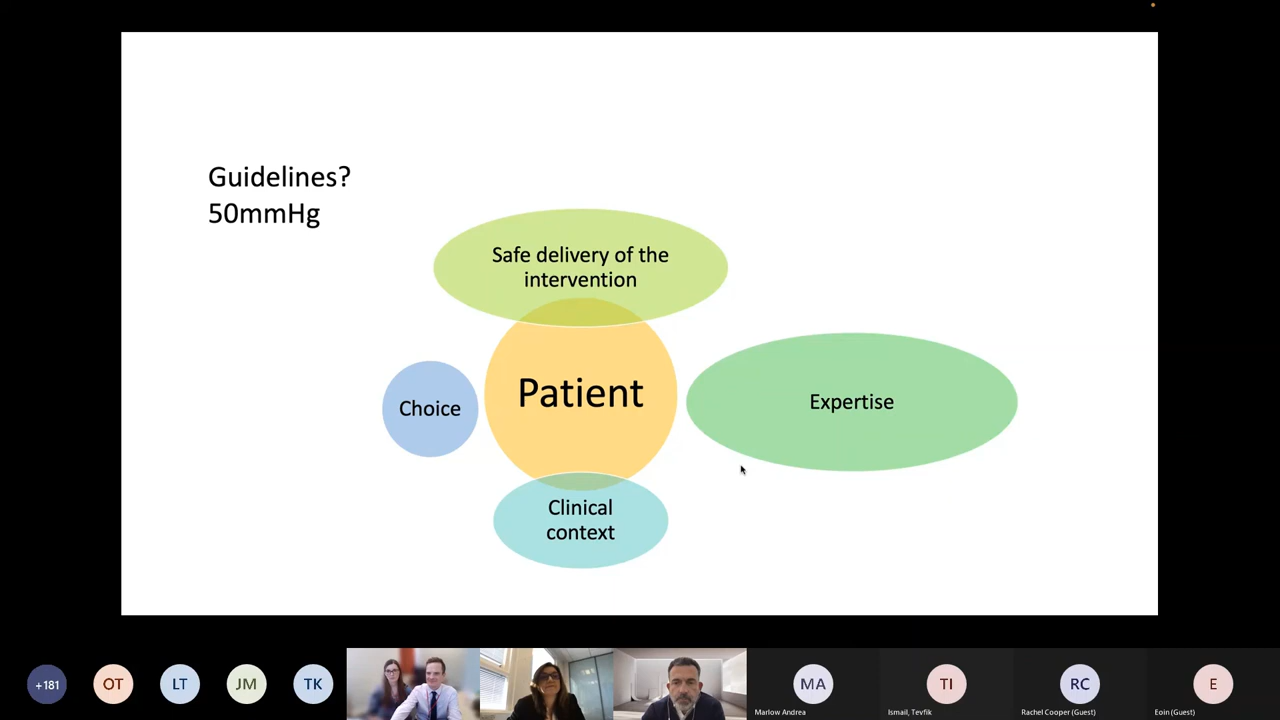 Guidelines?
50mmHg
Safe delivery of the
intervention
Patient
Choice
Expertise
Clinical
context
+181
OT
LT
JM
TK
MA
TI
RC
E
Marlow Andrea
Ismail, Tevfik
Rachel Cooper (Guest)
Eoin (Guest)